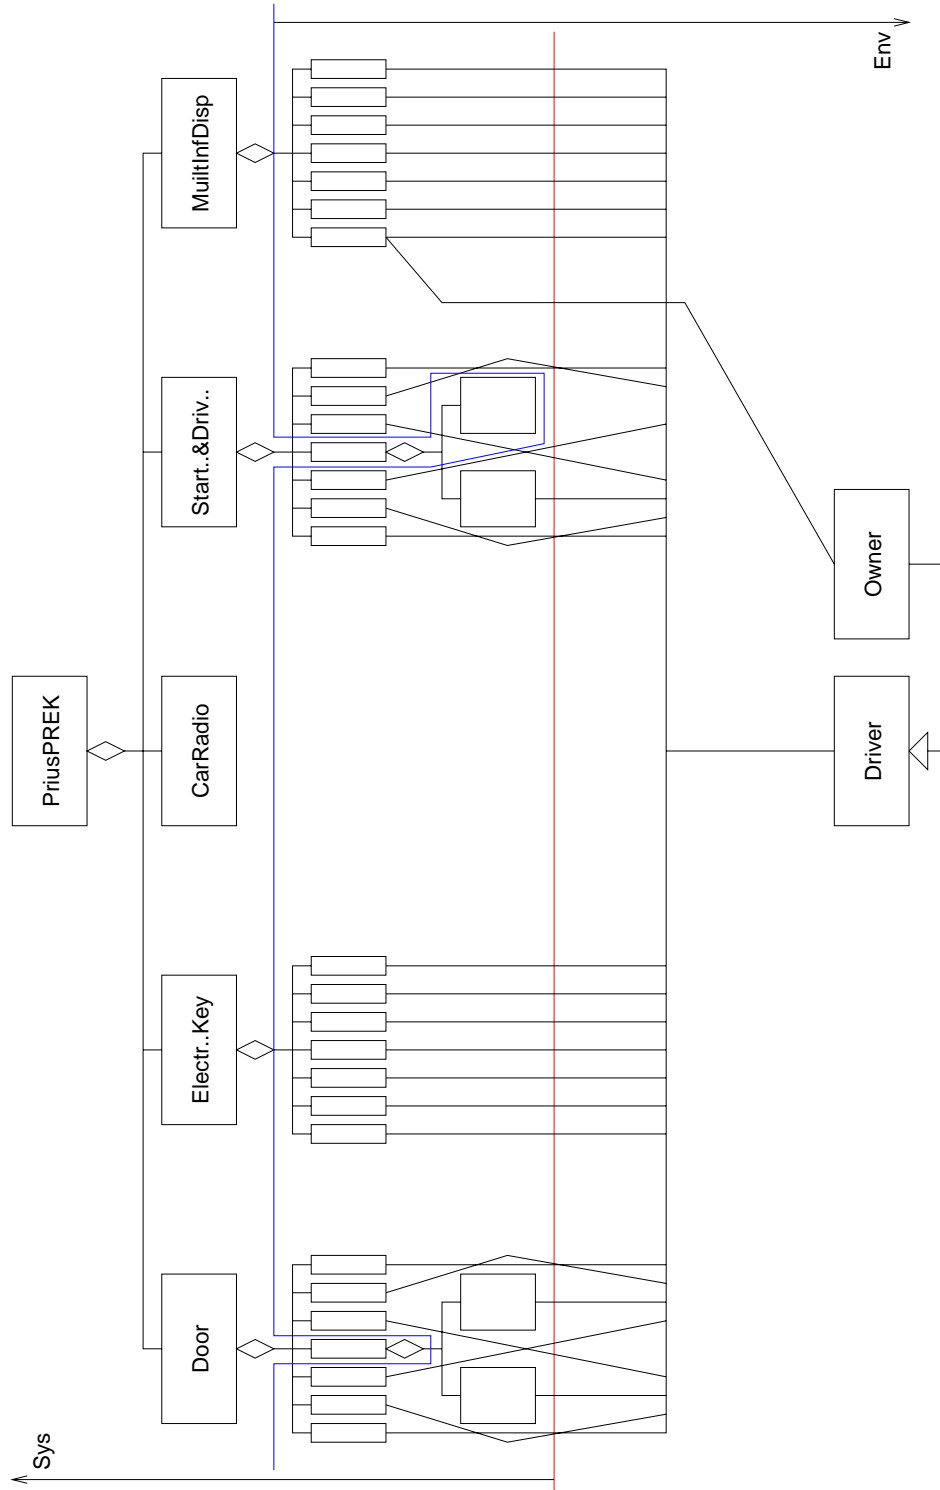 Sys
PriusPREK
Door
Electr..Key
CarRadio
Start..&Driv..
MuiltInfDisp
Driver
Owner
Env